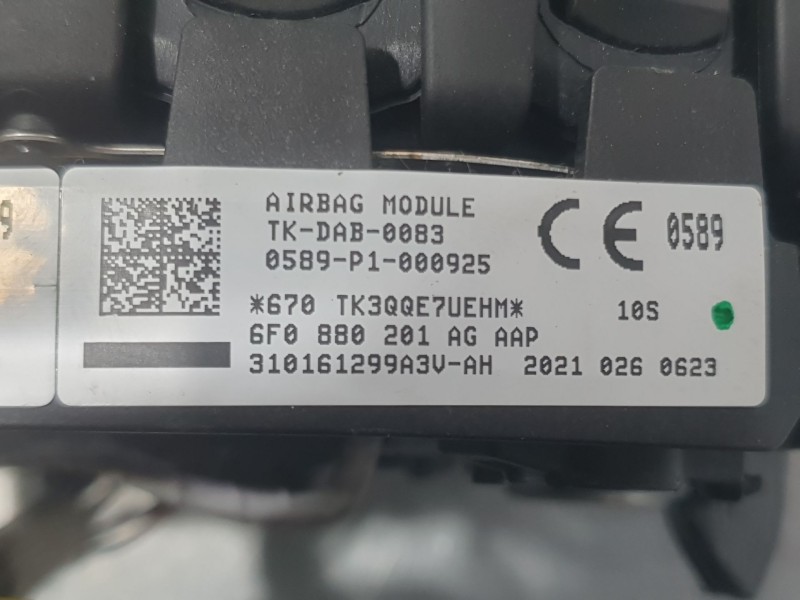 9
AIRBAG MODULE
TK-DAB-0083
0589-P1-000925
CE 0589
*670 TK3QQE7UEHM* 10S
6F0 880 201 AG AAP
310161299A3V-AH 2021 026 0623